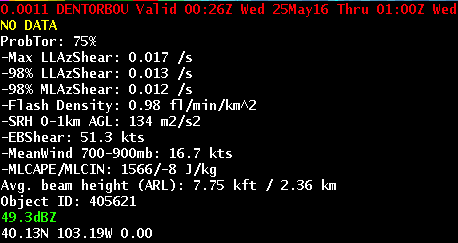 0.0011 DENTORBOU Valid 00:26Z Wed 25May16 Thru 01:00Z Wed
NO DATA
ProbTor: 75%
-Max LLAzShear: 0.017 /s
-98% LLAzShear: 0.013 /s
-98% MLAzShear: 0.012 /s
-Flash Density: 0.98 fl/min/km^2
-SRH 0-1km AGL: 134 m2/s2
-EBShear: 51.3 kts
-MeanWind 700-900mb: 16.7 kts
-MLCAPE/MLCIN: 1566/-8 J/kg
Avg. beam height (ARL): 7.75 kft / 2.36 km
Object ID: 405621
49.3dBZ
40.13N 103.19W 0.00